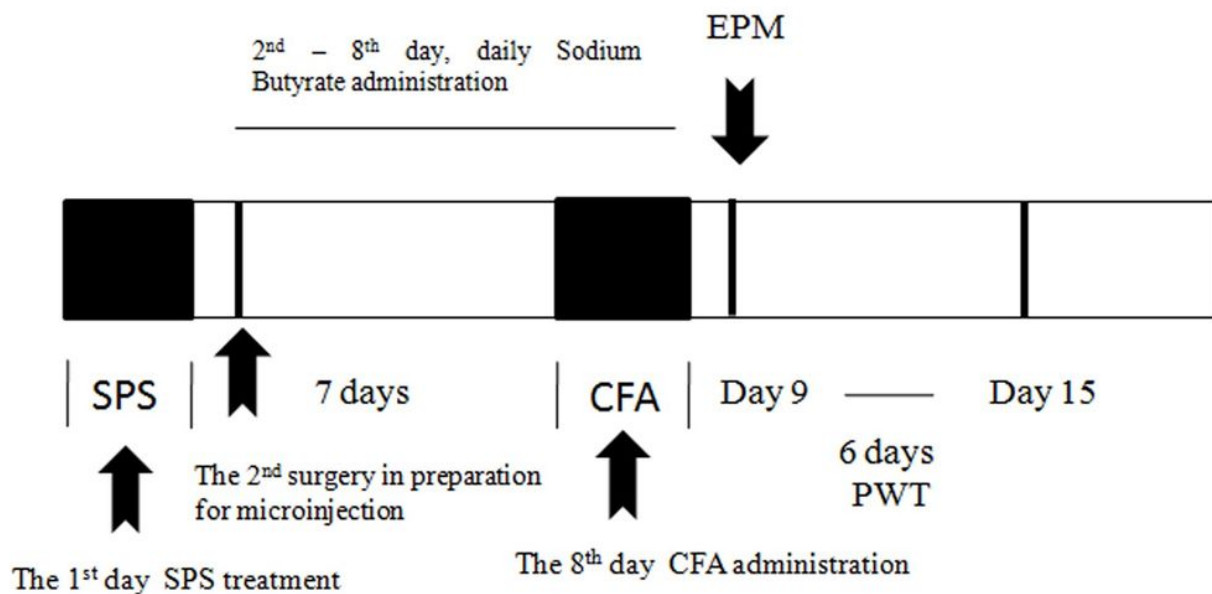 EPM
2nd – 8th day, daily Sodium
Butyrate administration
SPS
7 days
CFA
Day 9
Day 15
6 days
PWT
The 2nd surgery in preparation
for microinjection
The 1st day SPS treatment
The 8th day CFA administration